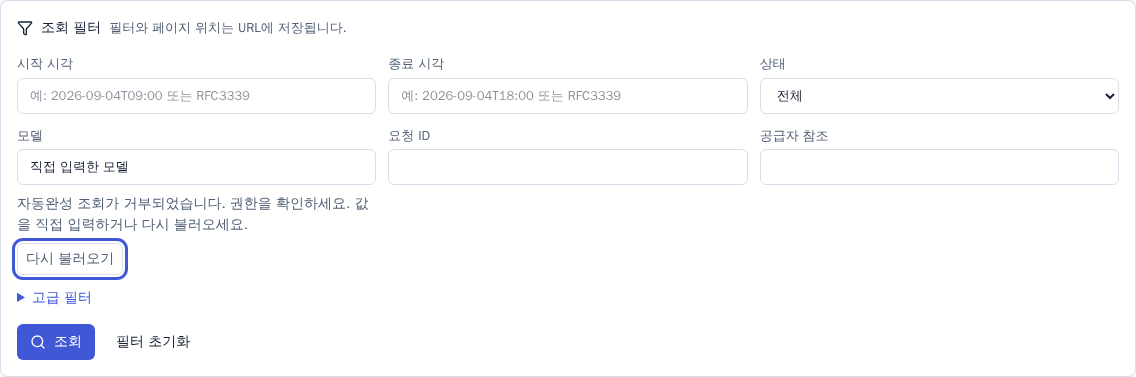 조회 필터 필터와 페이지 위치는 URL에 저장됩니다.
시작 시각
종료 시각
상태
예: 2026-09-04T09:00 또는 RFC3339
예: 2026-09-04T18:00 또는 RFC3339
전체
모델
요청 ID
공급자 참조
직접 입력한 모델
자동완성 조회가 거부되었습니다. 권한을 확인하세요. 값
을 직접 입력하거나 다시 불러오세요.
다시 불러오기
고급 필터
조회
필터 초기화